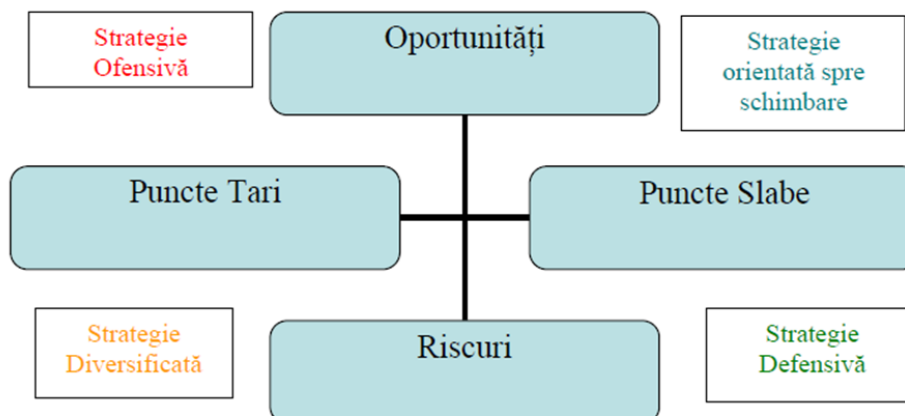 Strategie
Ofensivă
Oportunități
Strategie
orientată spre
schimbare
Puncte Tari
Puncte Slabe
Strategie
Diversificată
Riscuri
Strategie
Defensivă